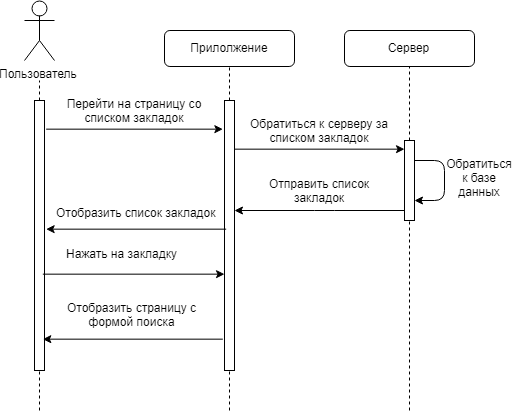 Прилолжение
Сервер
Пользователь
Перейти на страницу со
списком закладок
Обратиться к серверу за
списком закладок
Обратиться
к базе
данных
Отправить список
закладок
Отобразить список закладок
Нажать на закладку
Отобразить страницу с
формой поиска